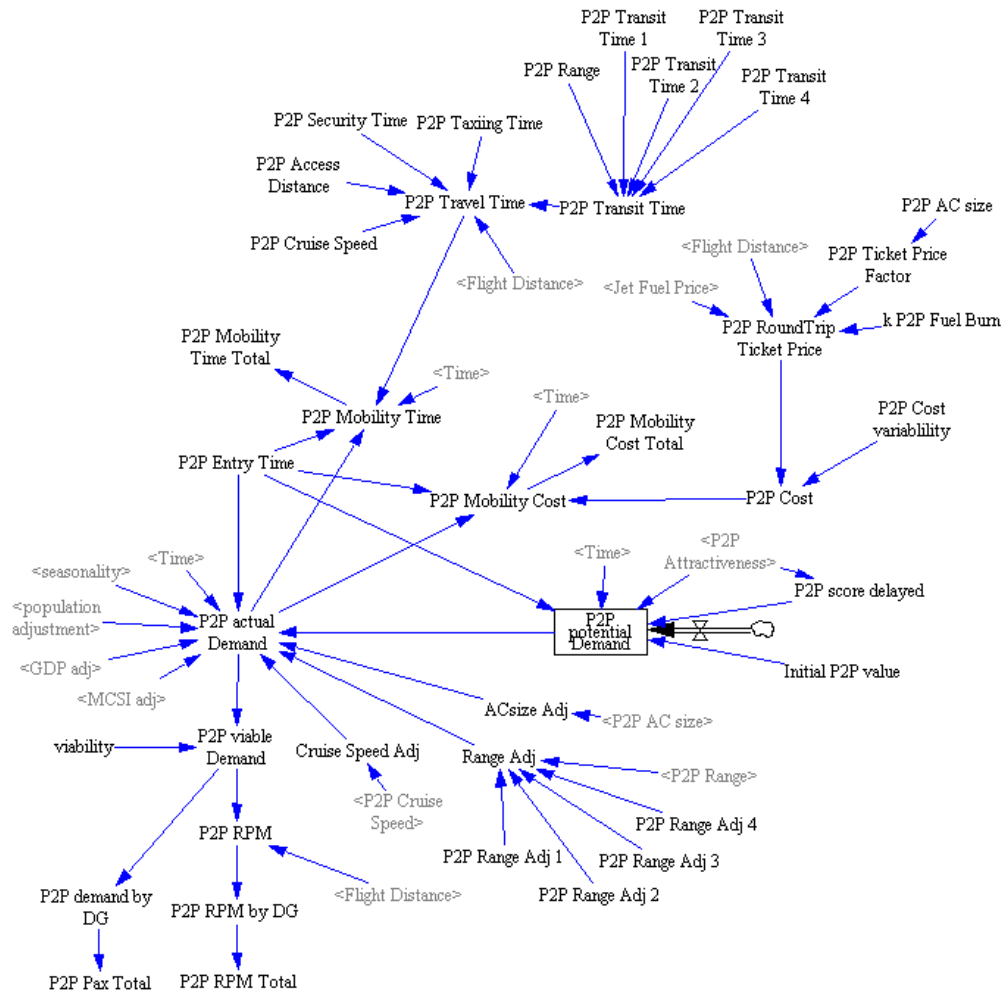 P2P Transit
Time 1
P2P Transit
Time 3
P2P Range
P2P Transit
Time 2
P2P Transit
Time 4
P2P Security Time
P2P Taxiing Time
P2P Access
Distance
P2P Travel Time
P2P Transit Time
P2P AC size
P2P Cruise Speed
<Flight Distance>
P2P Ticket Price
Factor
<Flight Distance>
<Jet Fuel Price>
P2P RoundTrip
Ticket Price
k P2P Fuel Burn
P2P Mobility
Time Total
<Time>
P2P Mobility Time
<Time>
P2P Mobility
Cost Total
P2P Cost
variablility
P2P Entry Time
P2P Mobility Cost
P2P Cost
<Time>
<seasonality>
<Time>
<P2P
Attractiveness>
P2P score delayed
<population
adjustment>
P2P actual
Demand
P2P
potential
Demand
<GDP adj>
Initial P2P value
<MCSI adj>
ACsize Adj
<P2P AC size>
viability
P2P viable
Demand
Cruise Speed Adj
Range Adj
<P2P Range>
<P2P Cruise
Speed>
P2P Range Adj 4
P2P RPM
P2P Range Adj 1
P2P Range Adj 3
P2P Range Adj 2
<Flight Distance>
P2P demand by
DG
P2P RPM by DG
P2P Pax Total
P2P RPM Total